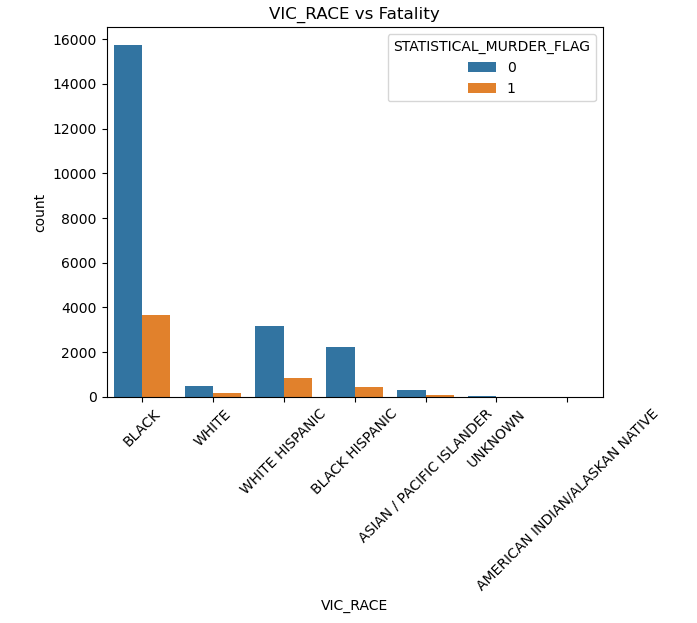 VIC_RACE vs Fatality
STATISTICAL_MURDER_FLAG
0
1
16000
14000
12000
10000
8000
6000
4000
2000
0
count
BLACK
WHITE
WHITE HISPANIC
BLACK HISPANIC
ASIAN / PACIFIC ISLANDER
UNKNOWN
AMERICAN INDIAN/ALASKAN NATIVE
VIC_RACE